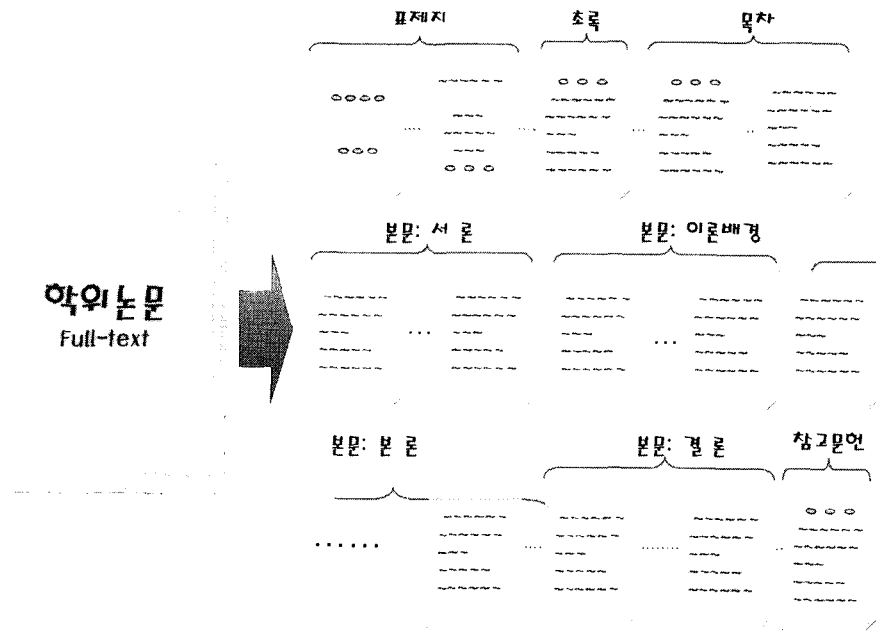 표제지
초록
목차
본문: 서 론
본문: 이론배경
학위논문
Full-text
본문: 본 론
본문: 결 론
참고문헌